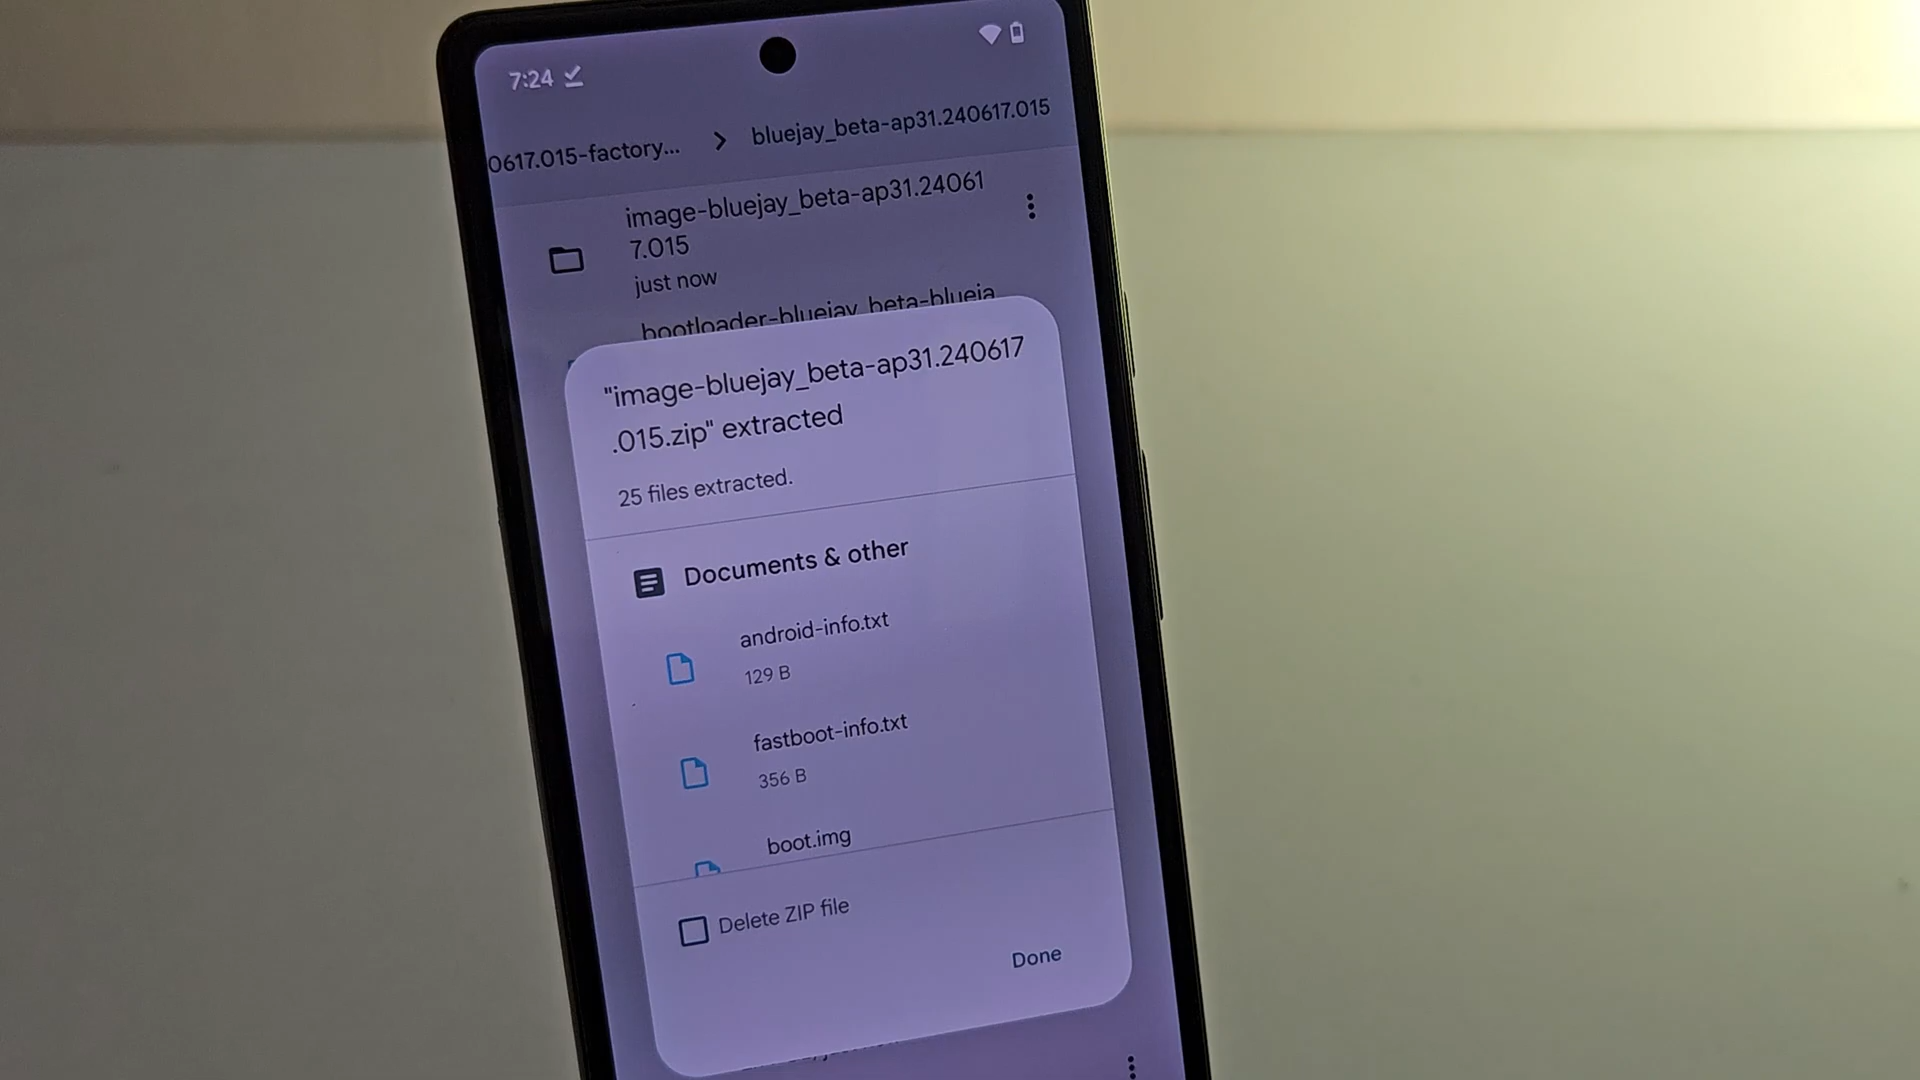 7:24
0617.015-factory...
bluejay_beta-ap31.240617.015
image-bluejay_beta-ap31.24061
7.015
just now
bootloader-bluejay_beta-blueja
"image-bluejay_beta-ap31.240617
.015.zip" extracted
25 files extracted.
Documents & other
android-info.txt
129 B
fastboot-info.txt
356 B
boot.img
Delete ZIP file
Done